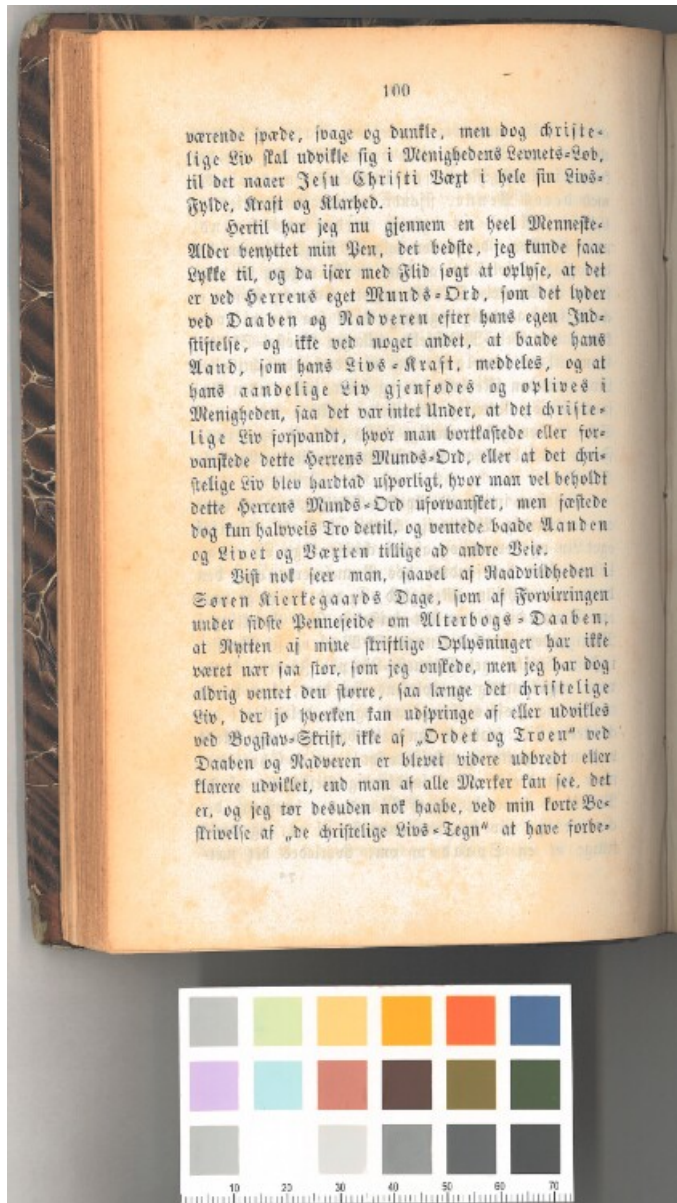 100
værende spæde, svage og dunkle, men dog christe-
lige Liv skal udvikle sig i Menighedens Levnets-Løb,
til det naaer Jesu Christi Væxt i hele sin Livs-
Fylde, Kraft og Klarhed.
Hertil har jeg nu gjennem en heel Menneske-
Alder benyttet min Pen, det bedste, jeg kunde faae
Lykke til, og da især med Flid søgt at oplyse, at det
er ved Herrens eget Munds-Ord, som det lyder
ved Daaben og Nadveren efter hans egen Ind-
stiftelse, og ikke ved noget andet, at baade hans
Aand, som hans Livs-Kraft, meddeles, og at
hans aandelige Liv gjenfødes og oplives i
Menigheden, saa det var intet Under, at det christe-
lige Liv forsvandt, hvor man bortkastede eller for-
vanskede dette Herrens Munds-Ord, eller at det chri-
stelige Liv blev hardtad usporligt, hvor man vel beholdt
dette Herrens Munds-Ord uforvansket, men fæstede
dog kun halvveis Tro dertil, og ventede baade Aanden
og Livet og Væxten tillige ad andre Veie.
Vist nok seer man, saavel af Raadvildheden i
Søren Kierkegaards Dage, som af Forvirringen
under sidste Pennefeide om Alterbogs-Daaben,
at Nytten af mine skriftlige Oplysninger har ikke
været nær saa stor, som jeg ønskede, men jeg har dog
aldrig ventet den større, saa længe det christelige
Liv, der jo hverken kan udspringe af eller udvikles
ved Bogstav-Skrift, ikke af „Ordet og Troen“ ved
Daaben og Nadveren er blevet videre udbredt eller
klarere udviklet, end man af alle Mærker kan see, det
er, og jeg tør desuden nok haabe, ved min korte Be-
skrivelse af „de christelige Livs-Tegn“ at have forbe-
10 20 30 40 50 60 70